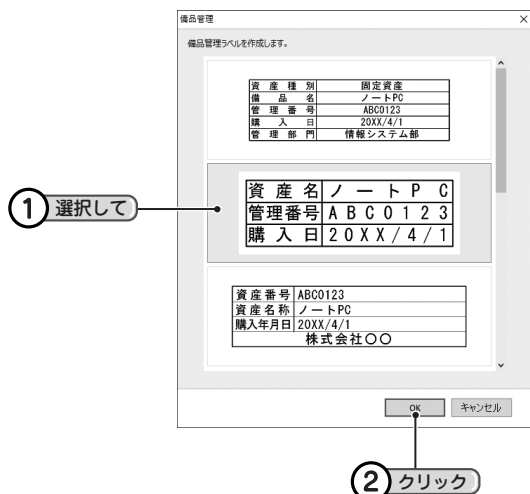 備品管理
備品管理ラベルを作成します。
資産種別 固定資産
備品名 ノートPC
管理番号 ABC0123
購入日 20XX/4/1
管理部門 情報システム部
① 選択して
資産名 ノートPC
管理番号 ABC0123
購入日 20XX/4/1
資産番号 ABC0123
資産名称 ノートPC
購入年月日 20XX/4/1
株式会社〇〇
OK キャンセル
② クリック